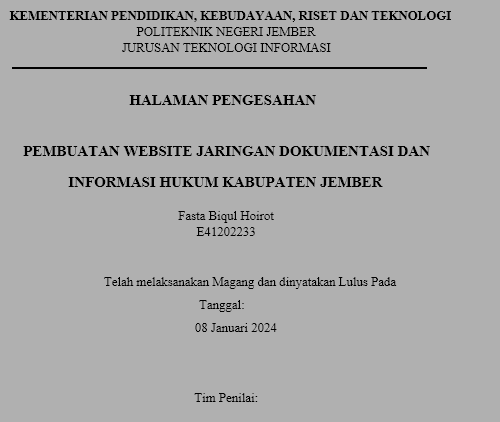 KEMENTERIAN PENDIDIKAN, KEBUDAYAAN, RISET DAN TEKNOLOGI
POLITEKNIK NEGERI JEMBER
JURUSAN TEKNOLOGI INFORMASI
HALAMAN PENGESAHAN
PEMBUATAN WEBSITE JARINGAN DOKUMENTASI DAN
INFORMASI HUKUM KABUPATEN JEMBER
Fasta Biqul Hoirot
E41202233
Telah melaksanakan Magang dan dinyatakan Lulus Pada
Tanggal:
08 Januari 2024
Tim Penilai: